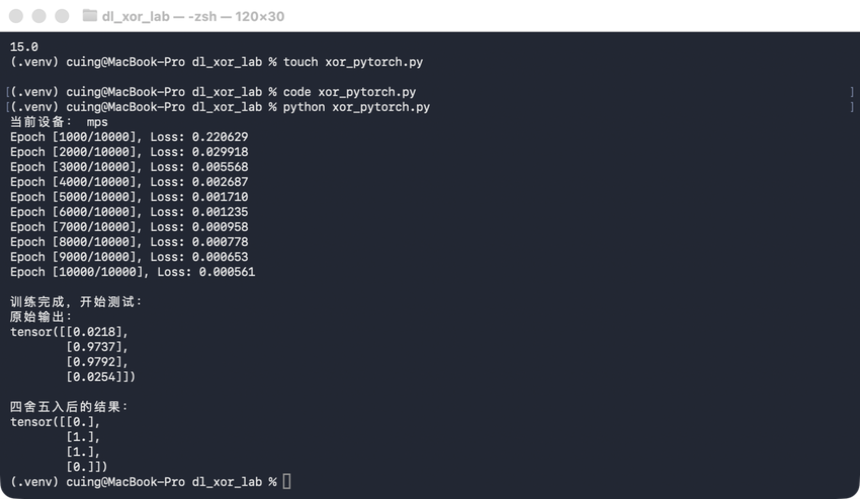 dl_xor_lab — -zsh — 120×30
15.0
(.venv) cuing@MacBook-Pro dl_xor_lab % touch xor_pytorch.py
[(.venv) cuing@MacBook-Pro dl_xor_lab % code xor_pytorch.py ]
[(.venv) cuing@MacBook-Pro dl_xor_lab % python xor_pytorch.py ]
当前设备： mps
Epoch [1000/10000], Loss: 0.220629
Epoch [2000/10000], Loss: 0.029918
Epoch [3000/10000], Loss: 0.005568
Epoch [4000/10000], Loss: 0.002687
Epoch [5000/10000], Loss: 0.001710
Epoch [6000/10000], Loss: 0.001235
Epoch [7000/10000], Loss: 0.000958
Epoch [8000/10000], Loss: 0.000778
Epoch [9000/10000], Loss: 0.000653
Epoch [10000/10000], Loss: 0.000561
训练完成，开始测试：
原始输出：
tensor([[0.0218],
[0.9737],
[0.9792],
[0.0254]])
四舍五入后的结果：
tensor([[0.],
[1.],
[1.],
[0.]])
(.venv) cuing@MacBook-Pro dl_xor_lab %